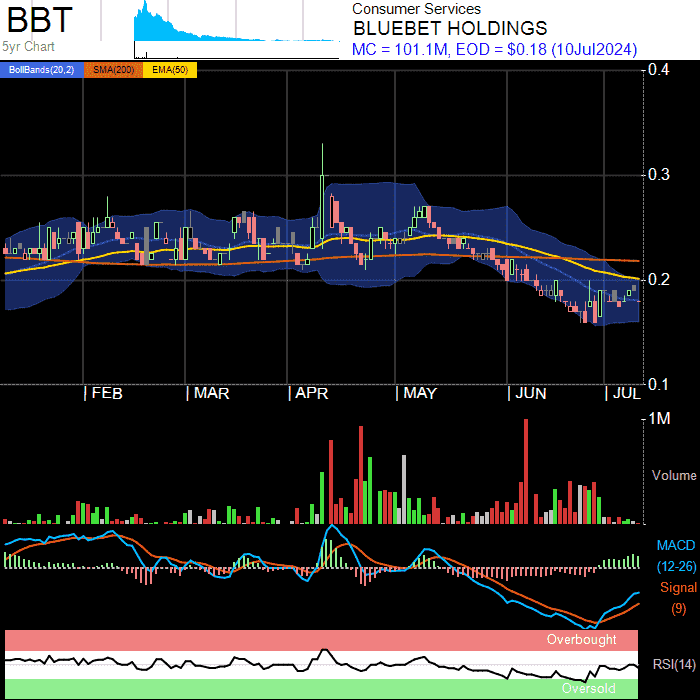 BBT
5yr Chart
Consumer Services
BLUEBET HOLDINGS
MC = 101.1M, EOD = $0.18 (10Jul2024)
BollBands(20,2) SMA(200) EMA(50)
0.4
0.3
0.2
0.1
FEB MAR APR MAY JUN JUL
1M
Volume
MACD
(12-26)
Signal
(9)
Overbought
RSI(14)
Oversold